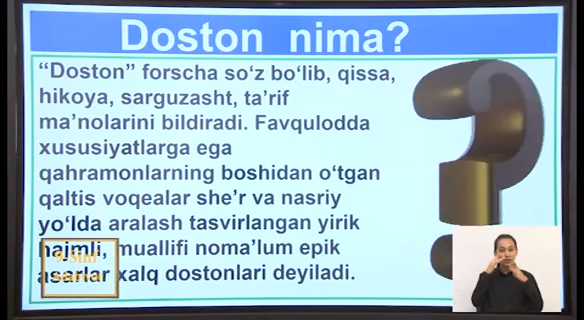 Doston nima?
“Doston” forscha so‘z bo‘lib, qissa,
hikoya, sarguzasht, ta’rif
ma’nolarini bildiradi. Favqulodda
xususiyatlarga ega
qahramonlarning boshidan o‘tgan
qaltis voqealar she’r va nasriy
yo‘lda aralash tasvirlangan yirik
hajmli, muallifi noma’lum epik
asarlar xalq dostonlari deyiladi.
9-Sinf